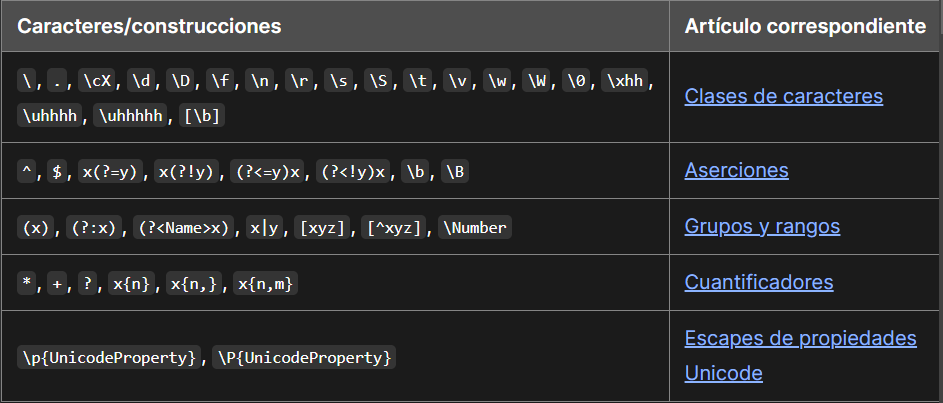 Caracteres/construcciones Artículo correspondiente
\, ., \cX, \d, \D, \f, \n, \r, \s, \S, \t, \v, \w, \W, \0, \xhh,
\uhhhh, \uhhhhh, [\b]
Clases de caracteres
^, $, x(?=y), x(?!y), (?<=y)x, (?<!y)x, \b, \B Aserciones
(x), (?:x), (?<Name>x), x|y, [xyz], [^xyz], \Number Grupos y rangos
*, +, ?, x{n}, x{n,}, x{n,m} Cuantificadores
\p{UnicodeProperty}, \P{UnicodeProperty}
Escapes de propiedades
Unicode